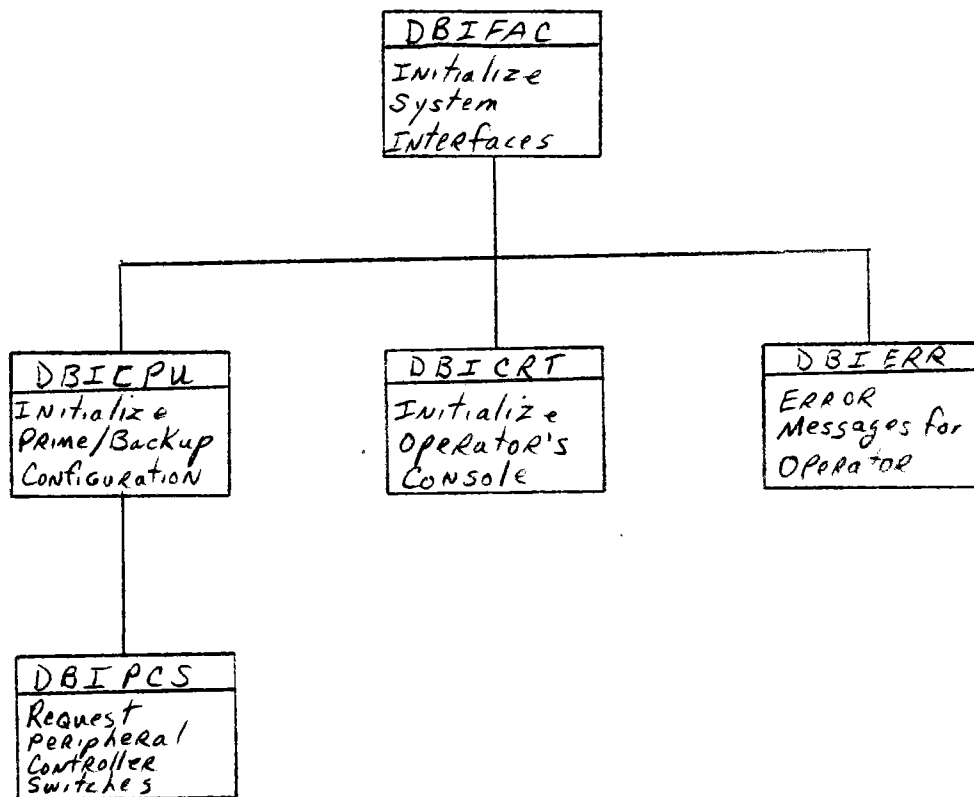 DBIFAC
Initialize
System
Interfaces
DBICPU
Initialize
Prime/Backup
Configuration
DBICRT
Initialize
Operator's
Console
DBIERR
Error
Messages for
Operator
DBIPCS
Request
Peripheral
Controller
Switches